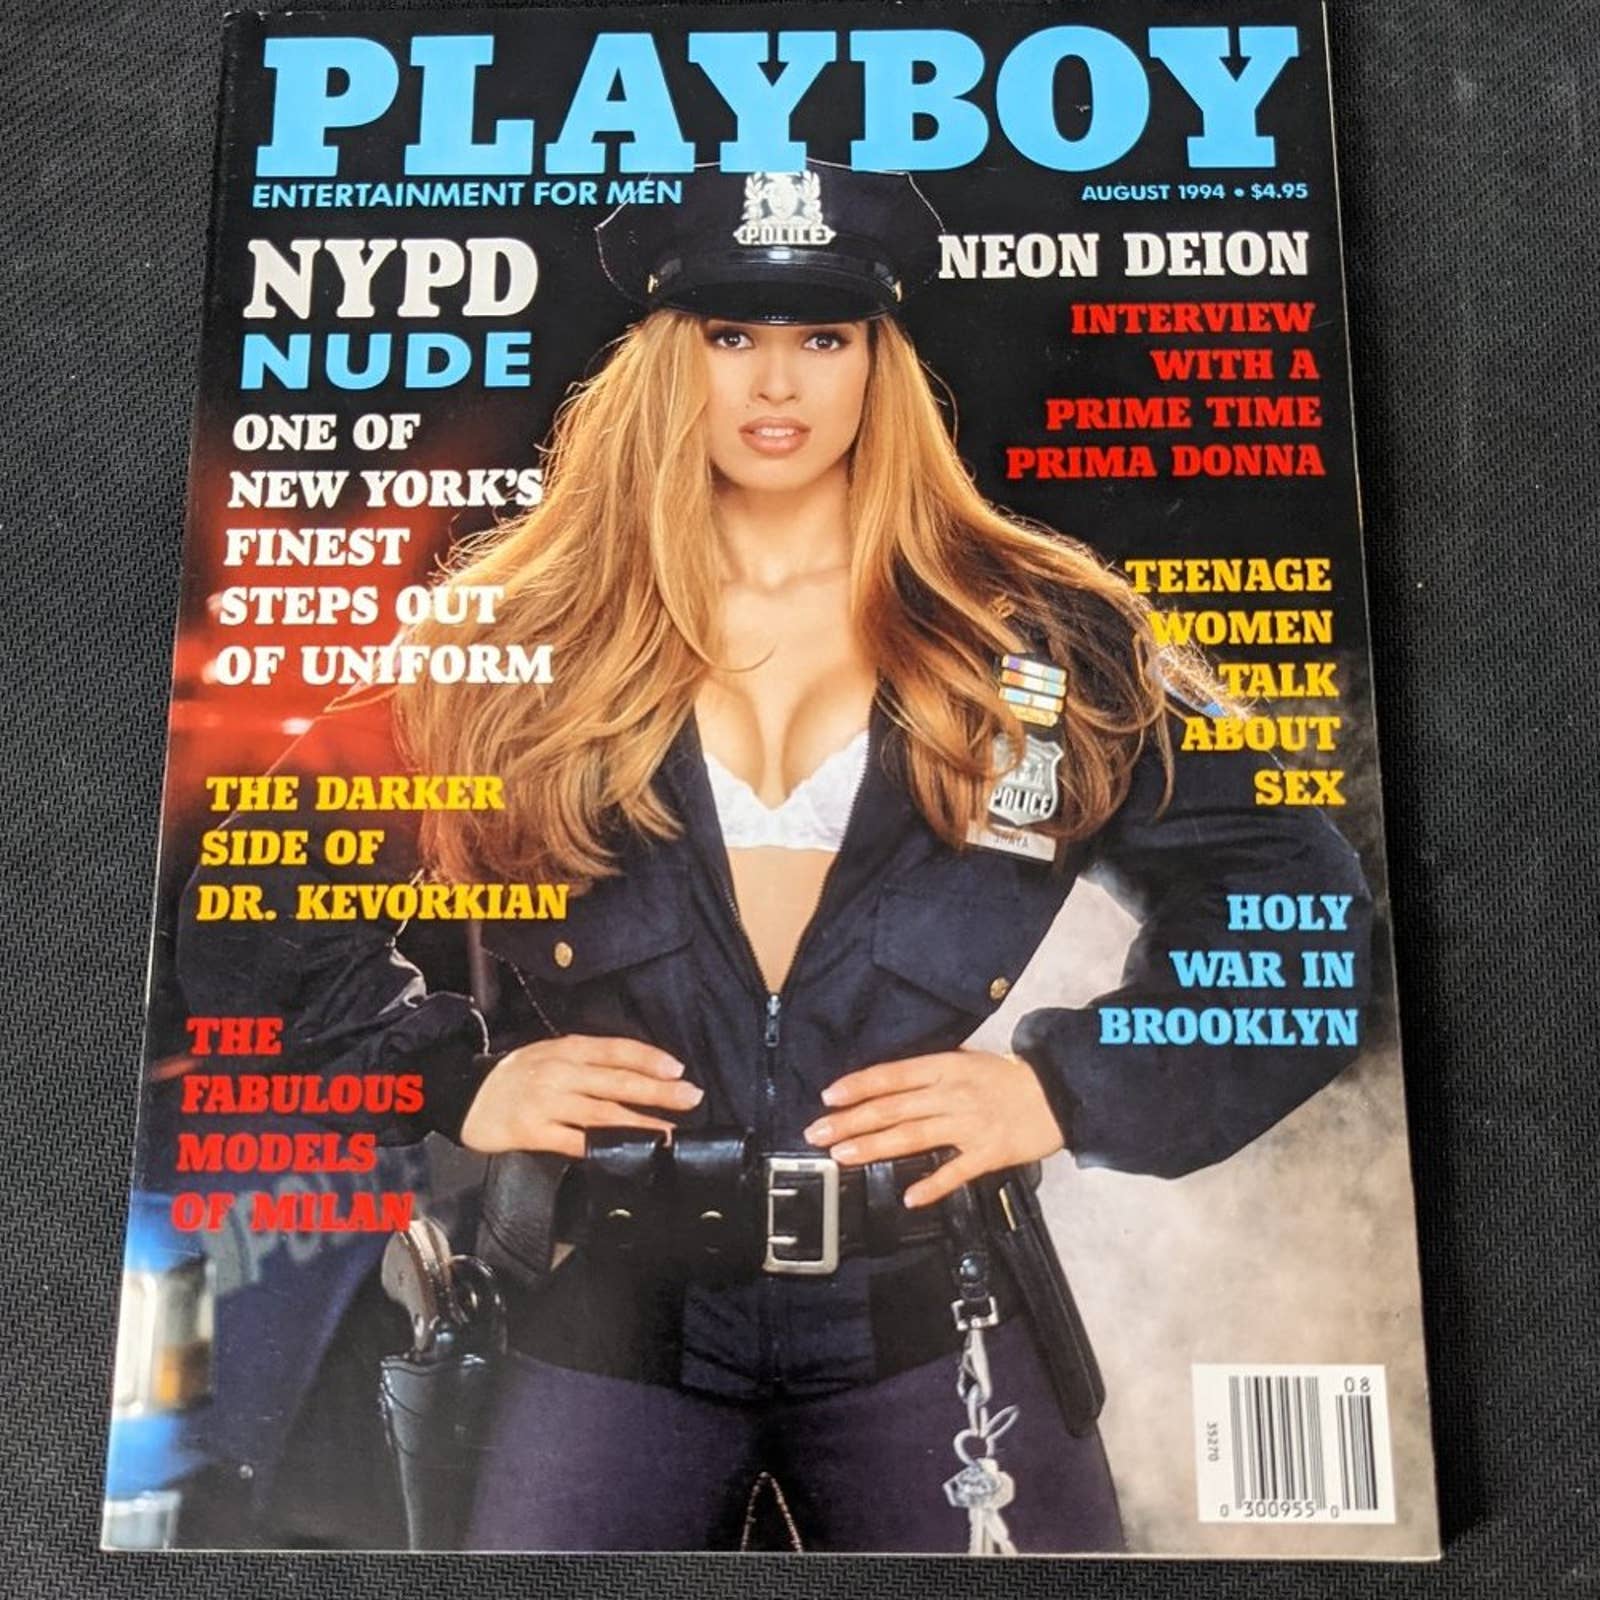 PLAYBOY
ENTERTAINMENT FOR MEN
AUGUST 1994 • $4.95
POLICE
NYPD
NUDE
ONE OF
NEW YORK'S
FINEST
STEPS OUT
OF UNIFORM
THE DARKER
SIDE OF
DR. KEVORKIAN
THE
FABULOUS
MODELS
OF MILAN
NEON DEION
INTERVIEW
WITH A
PRIME TIME
PRIMA DONNA
TEENAGE
WOMEN
TALK
ABOUT
SEX
POLICE
HOLY
WAR IN
BROOKLYN
08
35270
0 300955 0